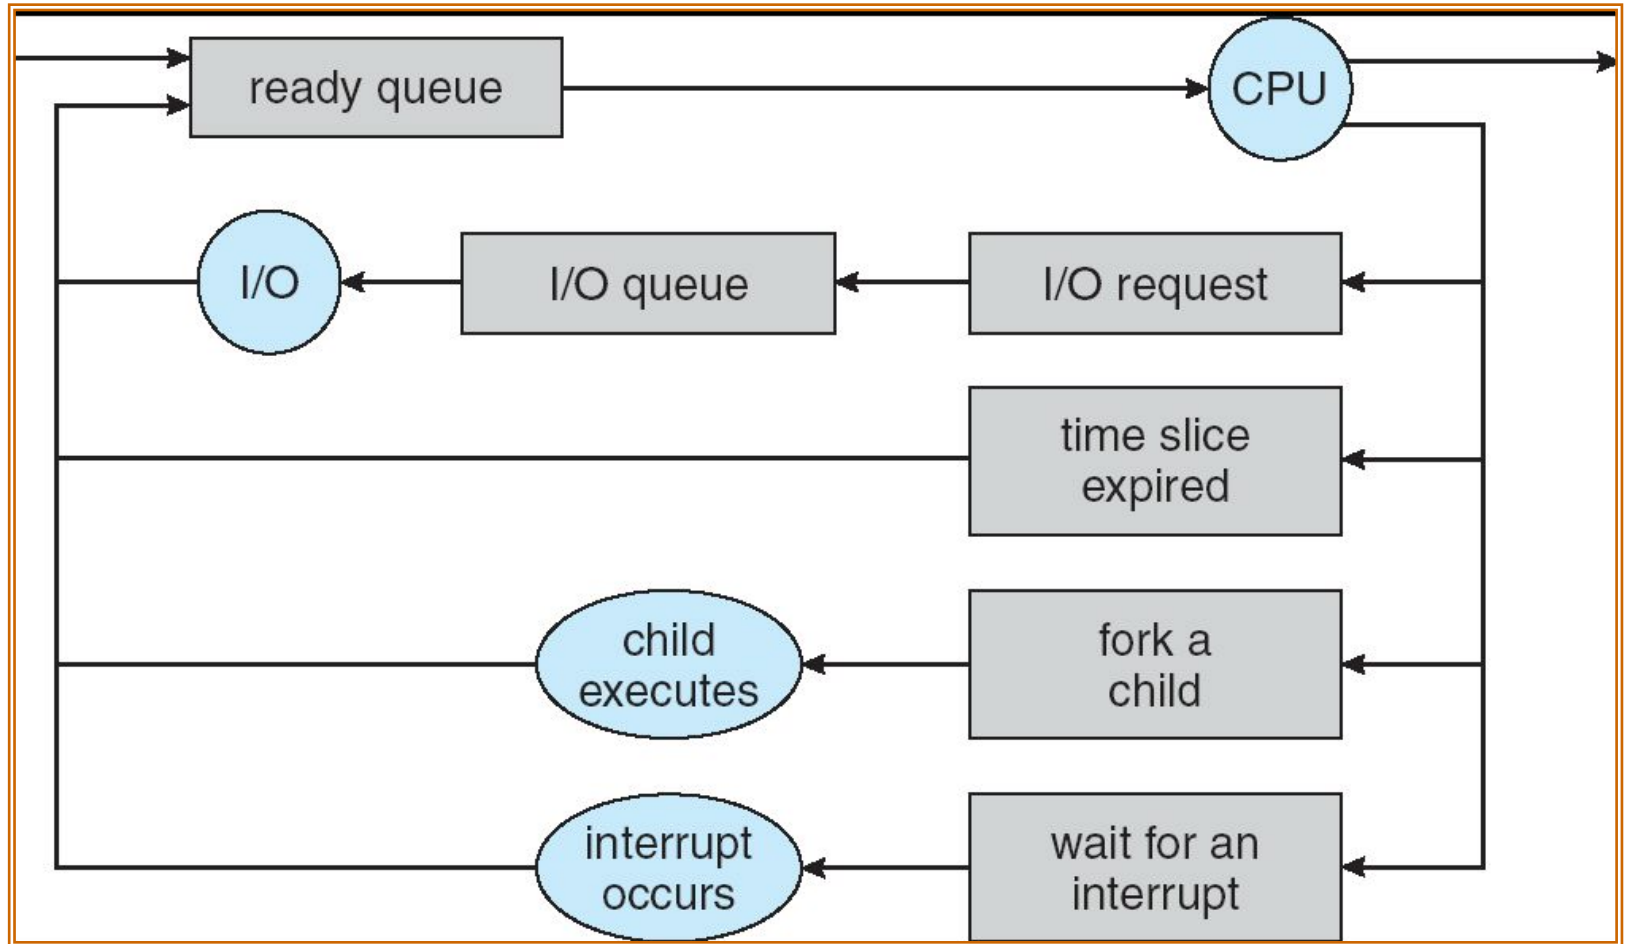 ready queue
CPU
I/O
I/O queue
I/O request
time slice
expired
child
executes
fork a
child
interrupt
occurs
wait for an
interrupt